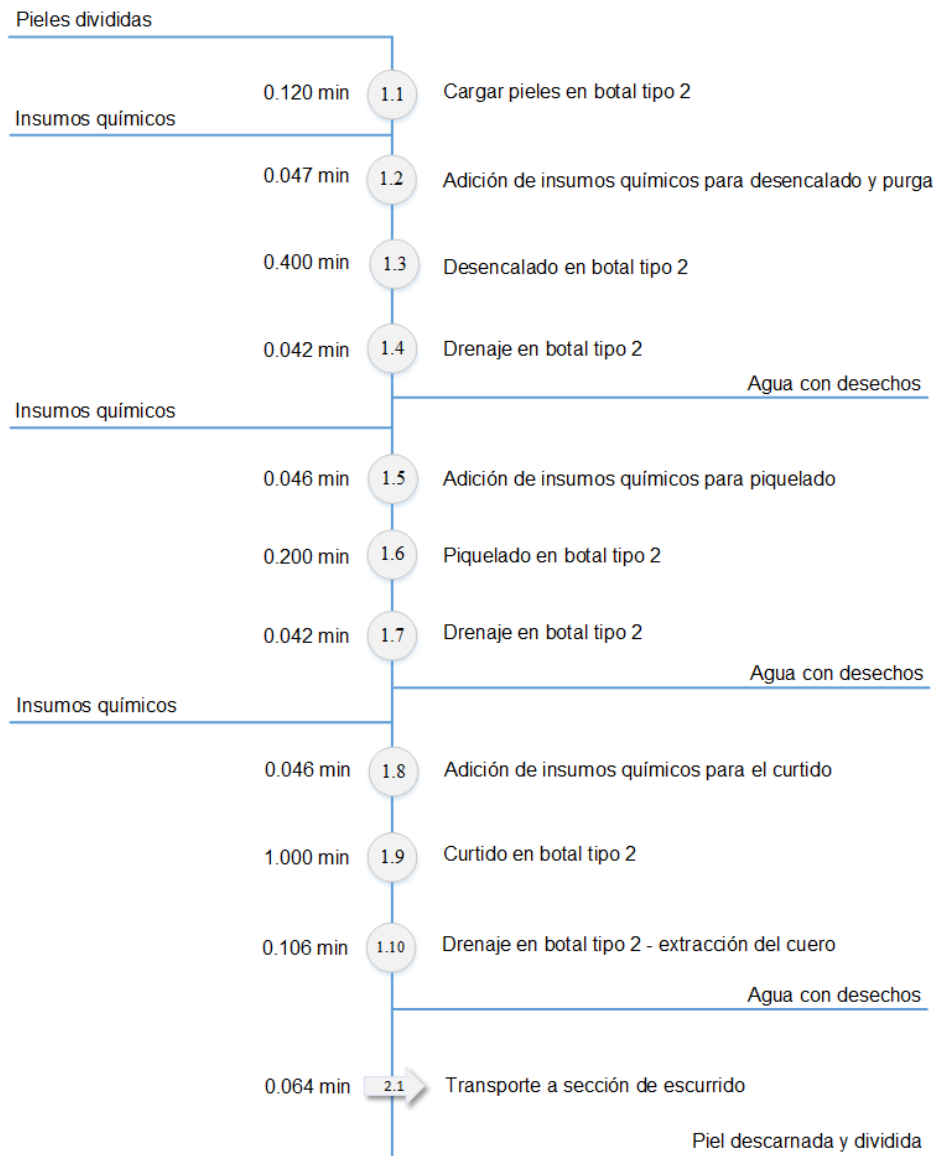 Pieles divididas
0.120 min 1.1 Cargar pieles en botal tipo 2
Insumos químicos
0.047 min 1.2 Adición de insumos químicos para desencalado y purga
0.400 min 1.3 Desencalado en botal tipo 2
0.042 min 1.4 Drenaje en botal tipo 2
Agua con desechos
Insumos químicos
0.046 min 1.5 Adición de insumos químicos para piquelado
0.200 min 1.6 Piquelado en botal tipo 2
0.042 min 1.7 Drenaje en botal tipo 2
Agua con desechos
Insumos químicos
0.046 min 1.8 Adición de insumos químicos para el curtido
1.000 min 1.9 Curtido en botal tipo 2
0.106 min 1.10 Drenaje en botal tipo 2 - extracción del cuero
Agua con desechos
0.064 min 2.1 Transporte a sección de escurrido
Piel descarnada y dividida